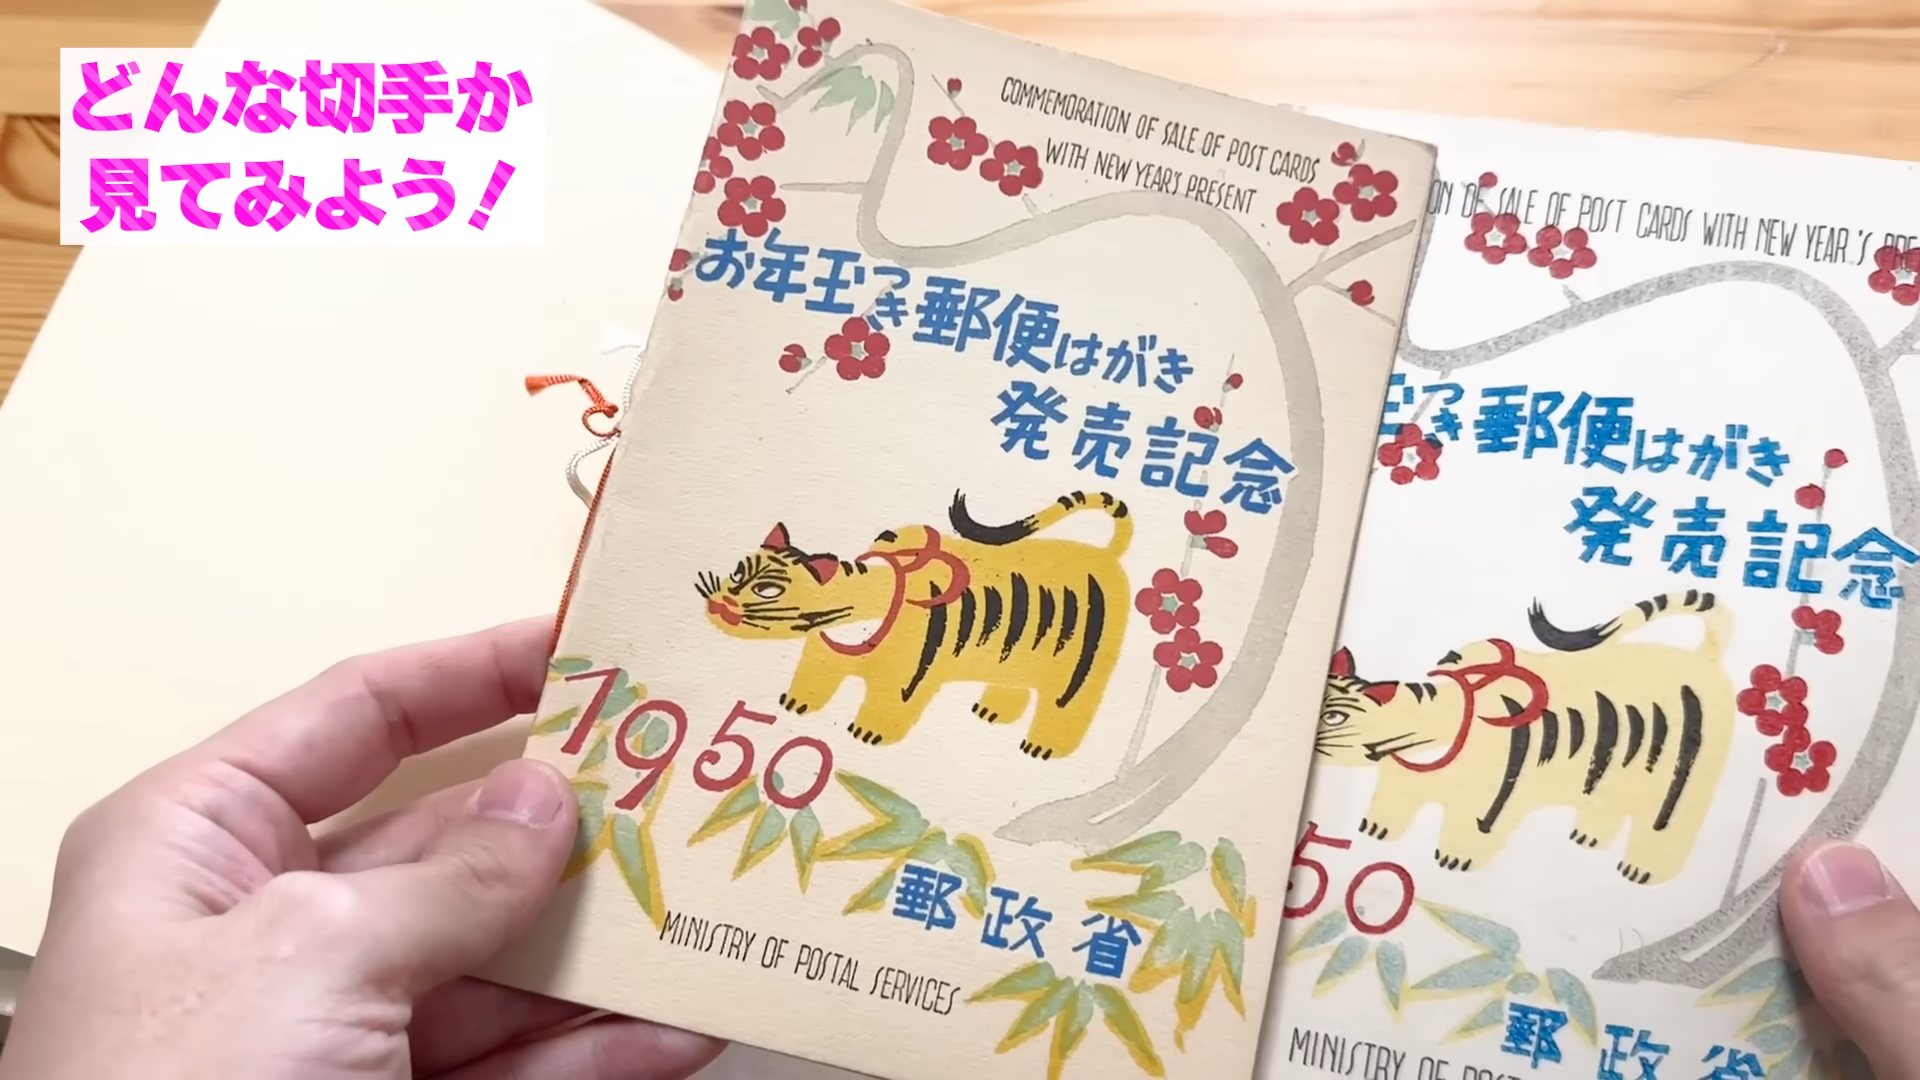 どんな切手か
見てみよう!
COMMEMORATION OF SALE OF POST CARDS
WITH NEW YEAR'S PRESENT
お年玉つき郵便はがき
発売記念
1950
郵政省
MINISTRY OF POSTAL SERVICES
OF SALE OF POST CARDS WITH NEW YEAR'S
玉つき郵便はがき
発売記念
50
郵政省
MINISTRY OF